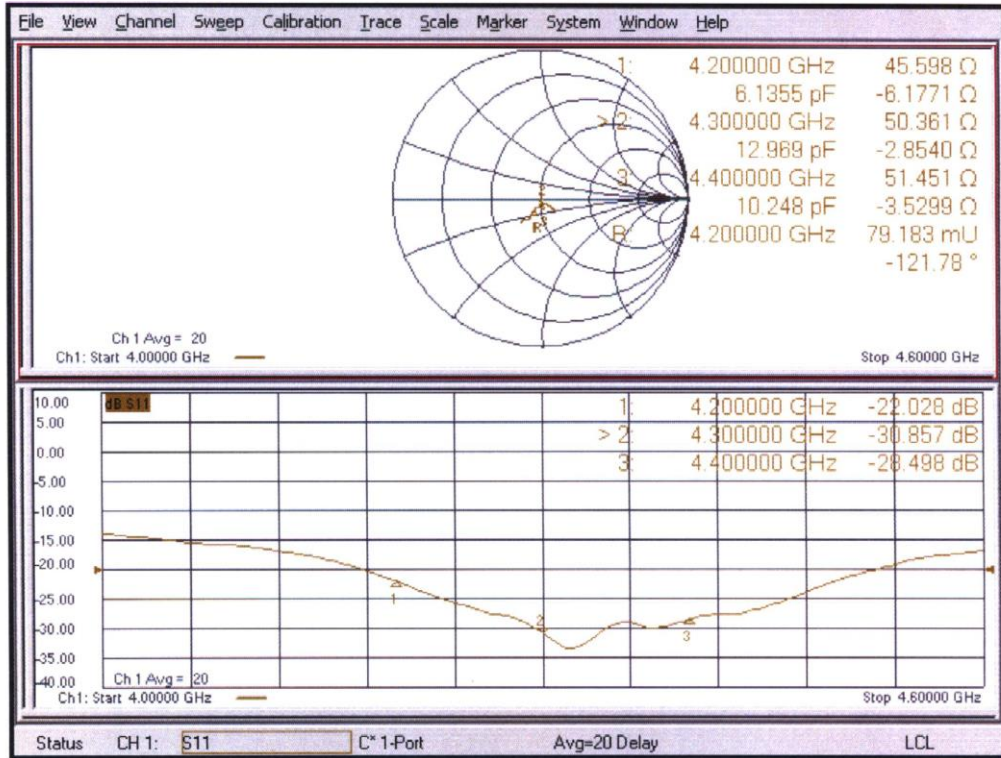 File View Channel Sweep Calibration Trace Scale Marker System Window Help
1: 4.200000 GHz 45.598 Ω
6.1355 pF -6.1771 Ω
> 2: 4.300000 GHz 50.361 Ω
12.969 pF -2.8540 Ω
3: 4.400000 GHz 51.451 Ω
10.248 pF -3.5299 Ω
R: 4.200000 GHz 79.183 mU
-121.78 °
R
Ch 1 Avg = 20
Ch1: Start 4.00000 GHz Stop 4.60000 GHz
dB S11
1: 4.200000 GHz -22.028 dB
> 2: 4.300000 GHz -30.857 dB
3: 4.400000 GHz -28.498 dB
10.00
5.00
0.00
-5.00
-10.00
-15.00
-20.00
-25.00
-30.00
-35.00
-40.00
1
2
3
Ch 1 Avg = 20
Ch1: Start 4.00000 GHz Stop 4.60000 GHz
Status CH 1: S11 C* 1-Port Avg=20 Delay LCL